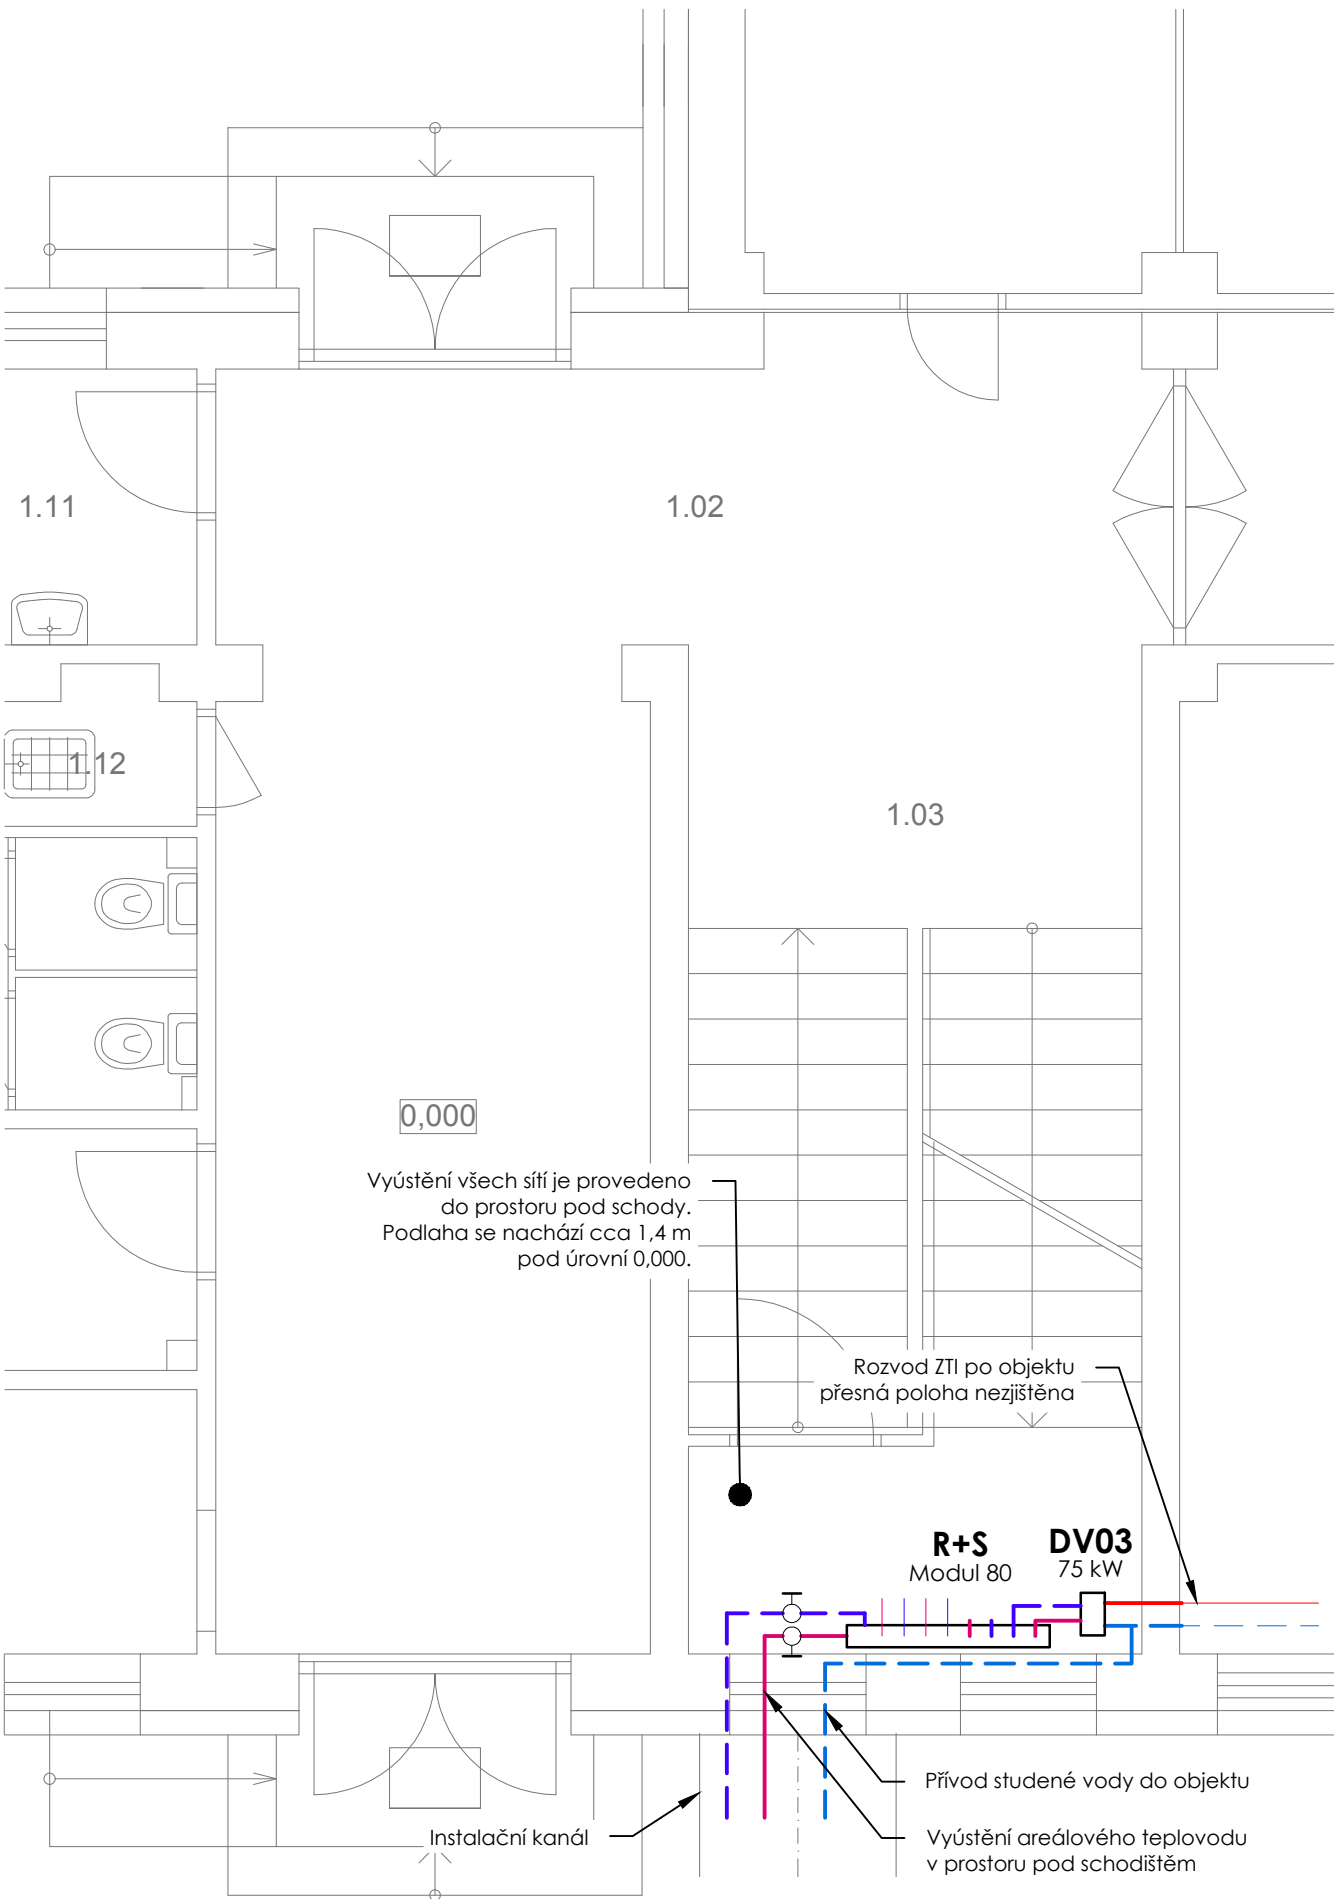 1.11
1.02
1.12
1.03
0,000
Vyústění všech sítí je provedeno
do prostoru pod schody.
Podlaha se nachází cca 1,4 m
pod úrovní 0,000.
Rozvod ZTI po objektu
přesná poloha nezjištěna
R+S
Modul 80
DV03
75 kW
Přívod studené vody do objektu
Instalační kanál
Vyústění areálového teplovodu
v prostoru pod schodištěm